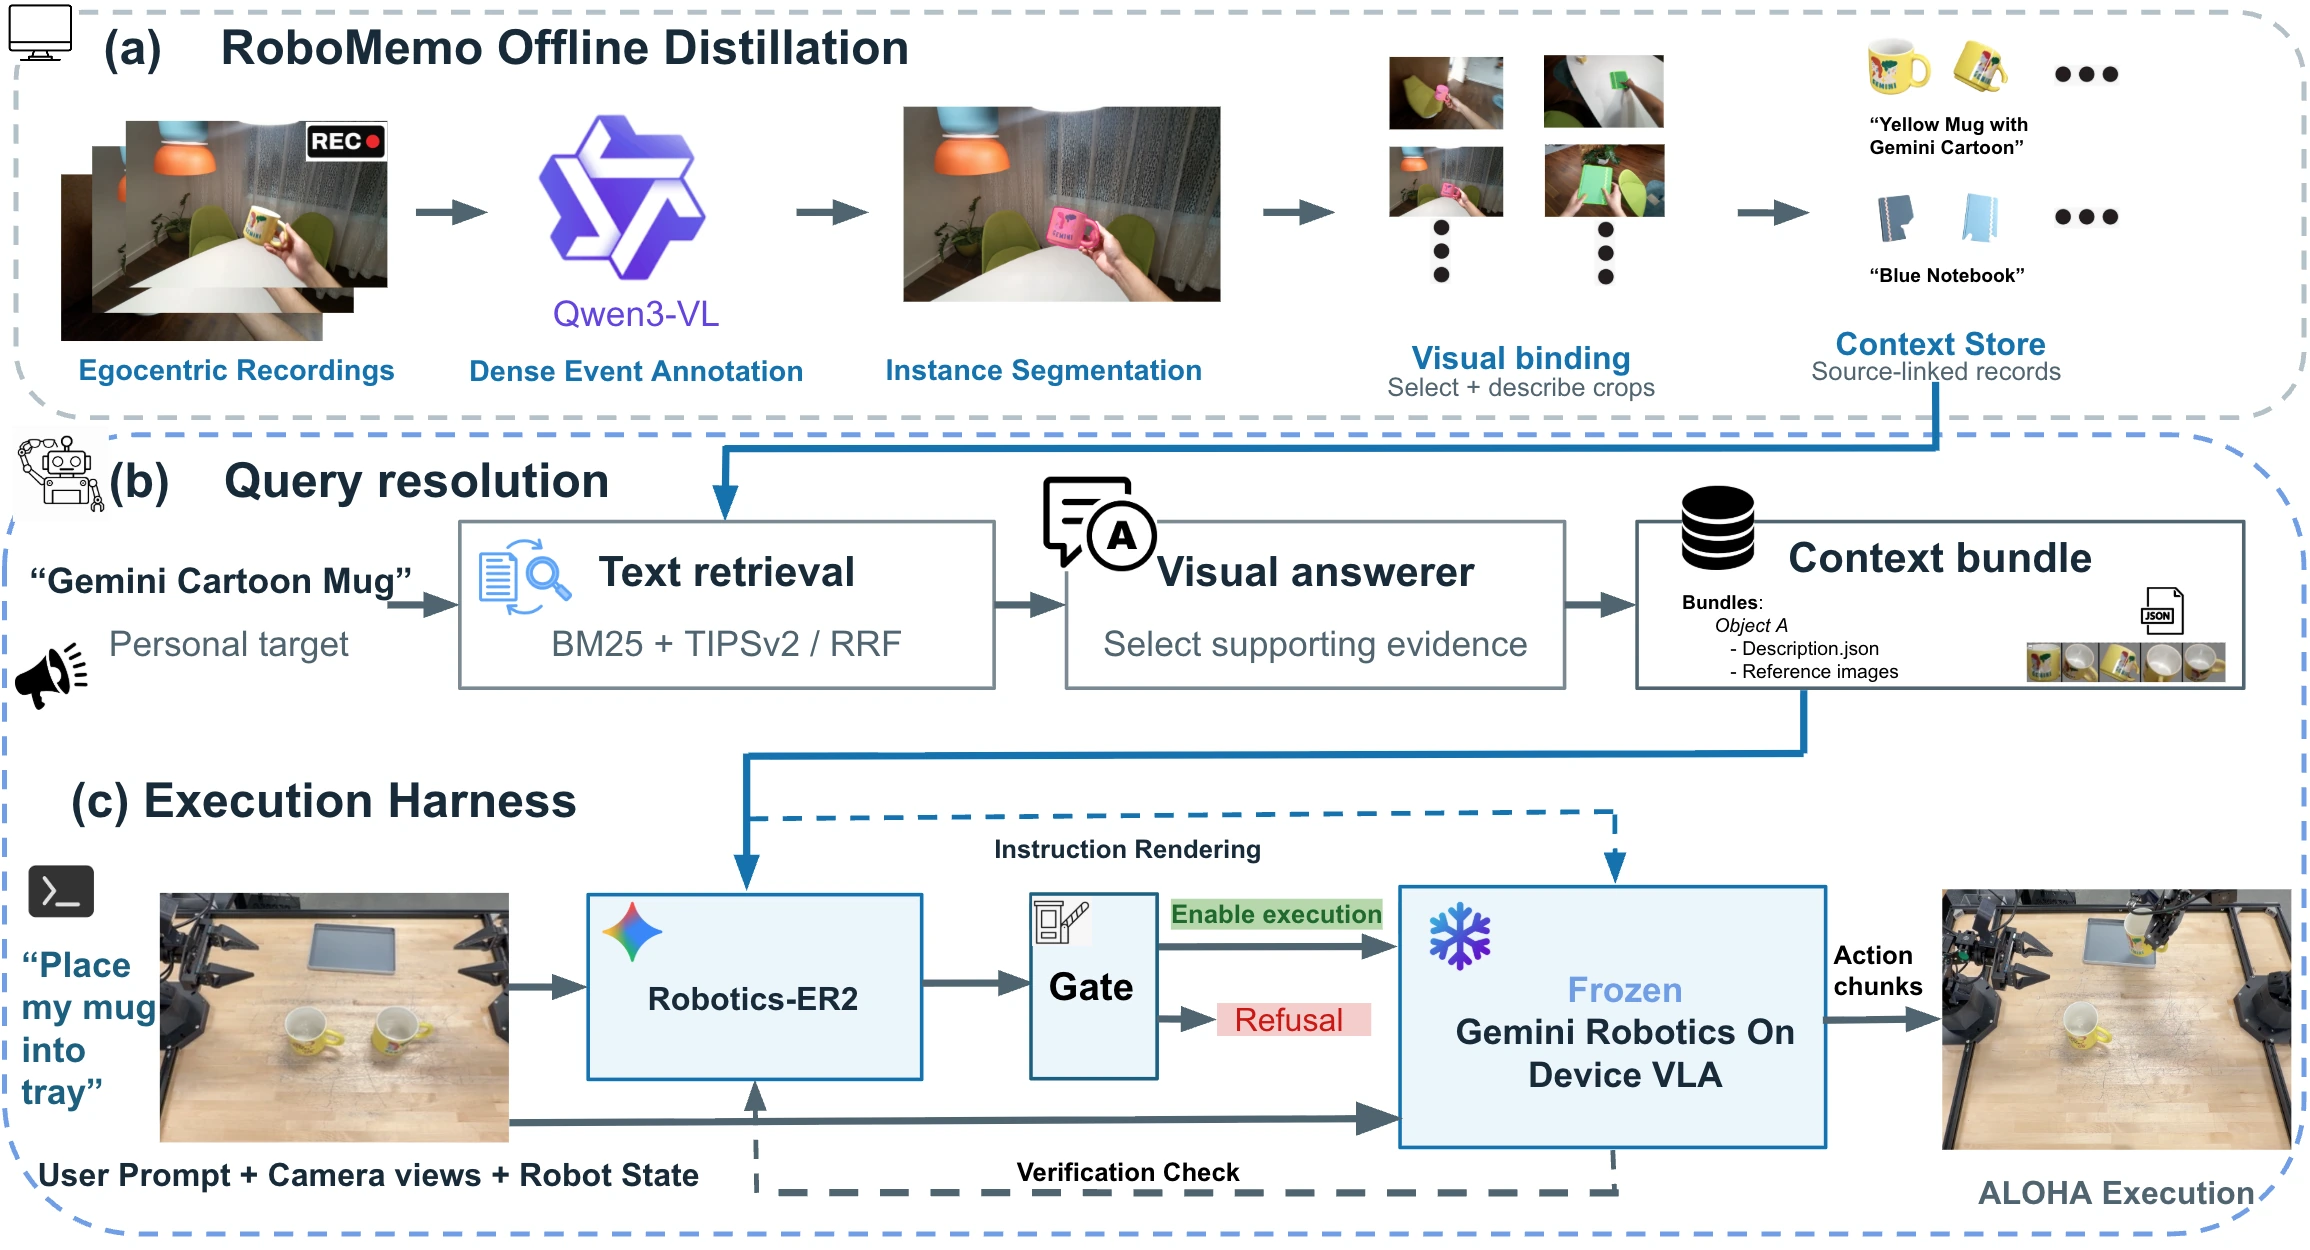 (a) RoboMemo Offline Distillation
REC
Qwen3-VL
Egocentric Recordings
Dense Event Annotation
Instance Segmentation
Visual binding
Select + describe crops
“Yellow Mug with
Gemini Cartoon”
“Blue Notebook”
Context Store
Source-linked records
(b) Query resolution
“Gemini Cartoon Mug”
Personal target
Text retrieval
BM25 + TIPSv2 / RRF
A
Visual answerer
Select supporting evidence
Context bundle
Bundles:
Object A
- Description.json
- Reference images
JSON
(c) Execution Harness
Instruction Rendering
“Place
my mug
into
tray”
User Prompt + Camera views + Robot State
Robotics-ER2
Gate
Enable execution
Refusal
Frozen
Gemini Robotics On
Device VLA
Action
chunks
Verification Check
ALOHA Execution